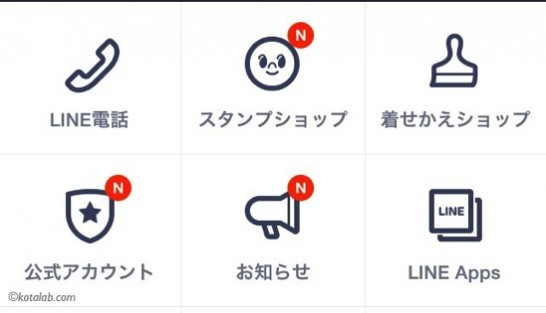 N
LINE電話
スタンプショップ
着せかえショップ
N
N
LINE
公式アカウント
お知らせ
LINE Apps
©kotalab.com